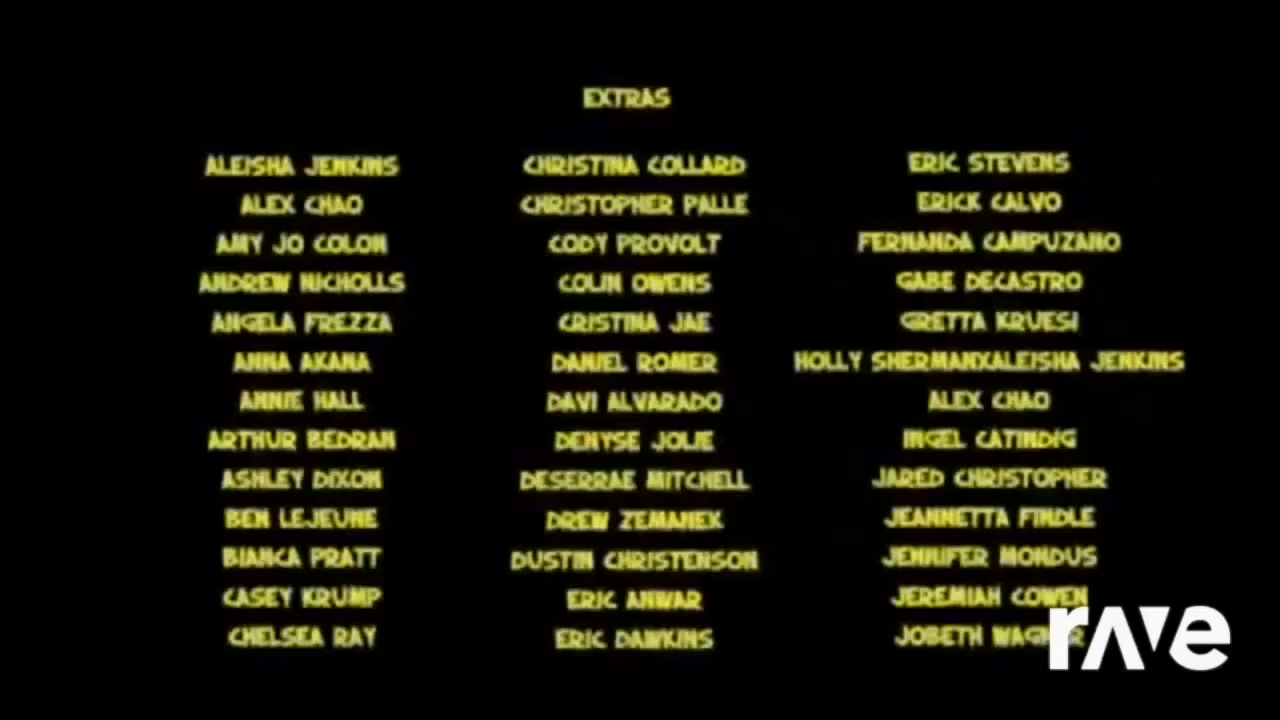 EXTRAS
ALEISHA JENKINS
ALEX CHAO
AMY JO COLON
ANDREW NICHOLLS
ANGELA FREZZA
ANNA AKANA
ANNIE HALL
ARTHUR BEDRAN
ASHLEY DIXON
BEN LEJEUNE
BIANCA PRATT
CASEY KRUMP
CHELSEA RAY
CHRISTINA COLLARD
CHRISTOPHER PALLE
CODY PROVOLT
COLIN OWENS
CRISTINA JAE
DANIEL ROMER
DAVI ALVARADO
DENYSE JOLIE
DESERRAE MITCHELL
DREW ZEMANEK
DUSTIN CHRISTENSON
ERIC ANWAR
ERIC DAWKINS
ERIC STEVENS
ERICK CALVO
FERNANDA CAMPUZANO
GABE DECASTRO
GRETTA KRUESI
HOLLY SHERMANXALEISHA JENKINS
ALEX CHAO
INGEL CATINDIG
JARED CHRISTOPHER
JEANNETTA FINDLE
JENNIFER MONDUS
JEREMIAH COWEN
JOBETH WAGNER
rave